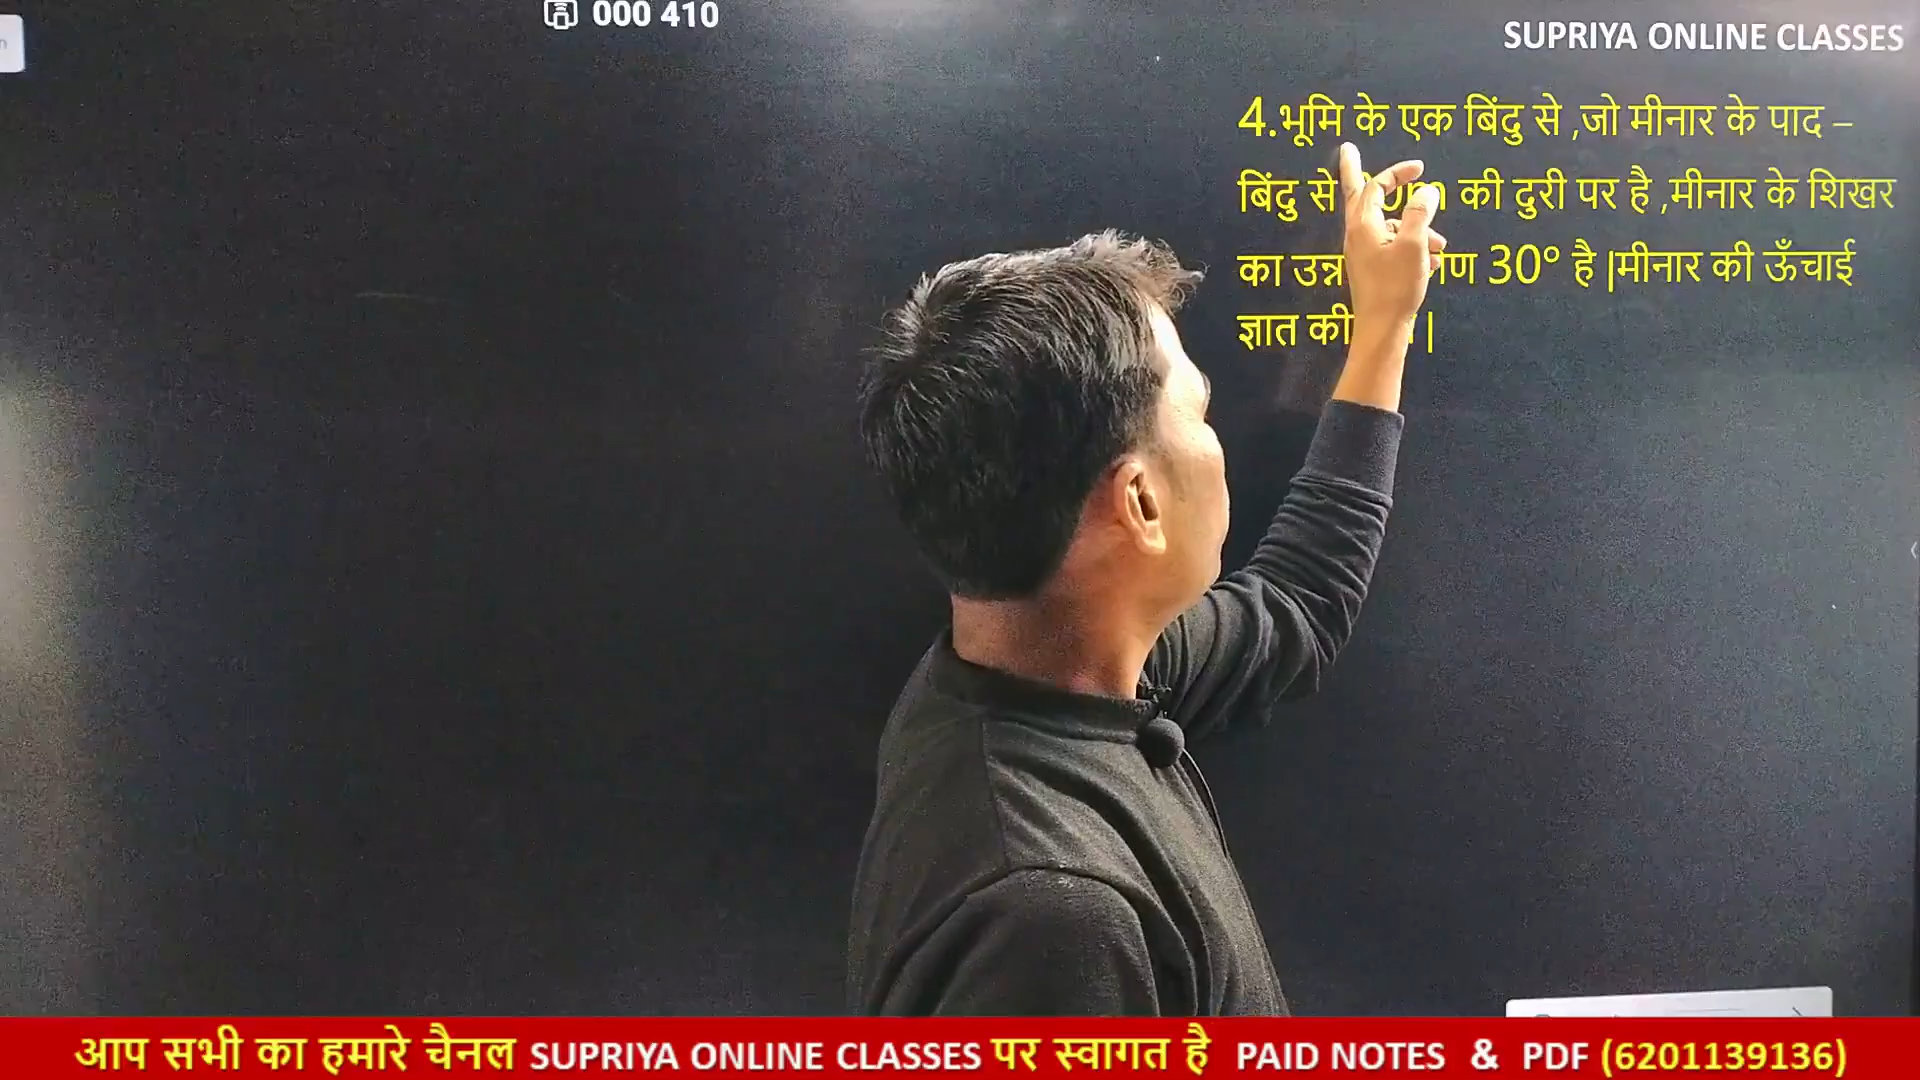 000 410
SUPRIYA ONLINE CLASSES
4.भूमि के एक बिंदु से ,जो मीनार के पाद –
बिंदु से की दुरी पर है ,मीनार के शिखर
का 30° है |मीनार की ऊँचाई
ज्ञात |
आप सभी का हमारे चैनल SUPRIYA ONLINE CLASSES पर स्वागत है PAID NOTES & PDF (6201139136)